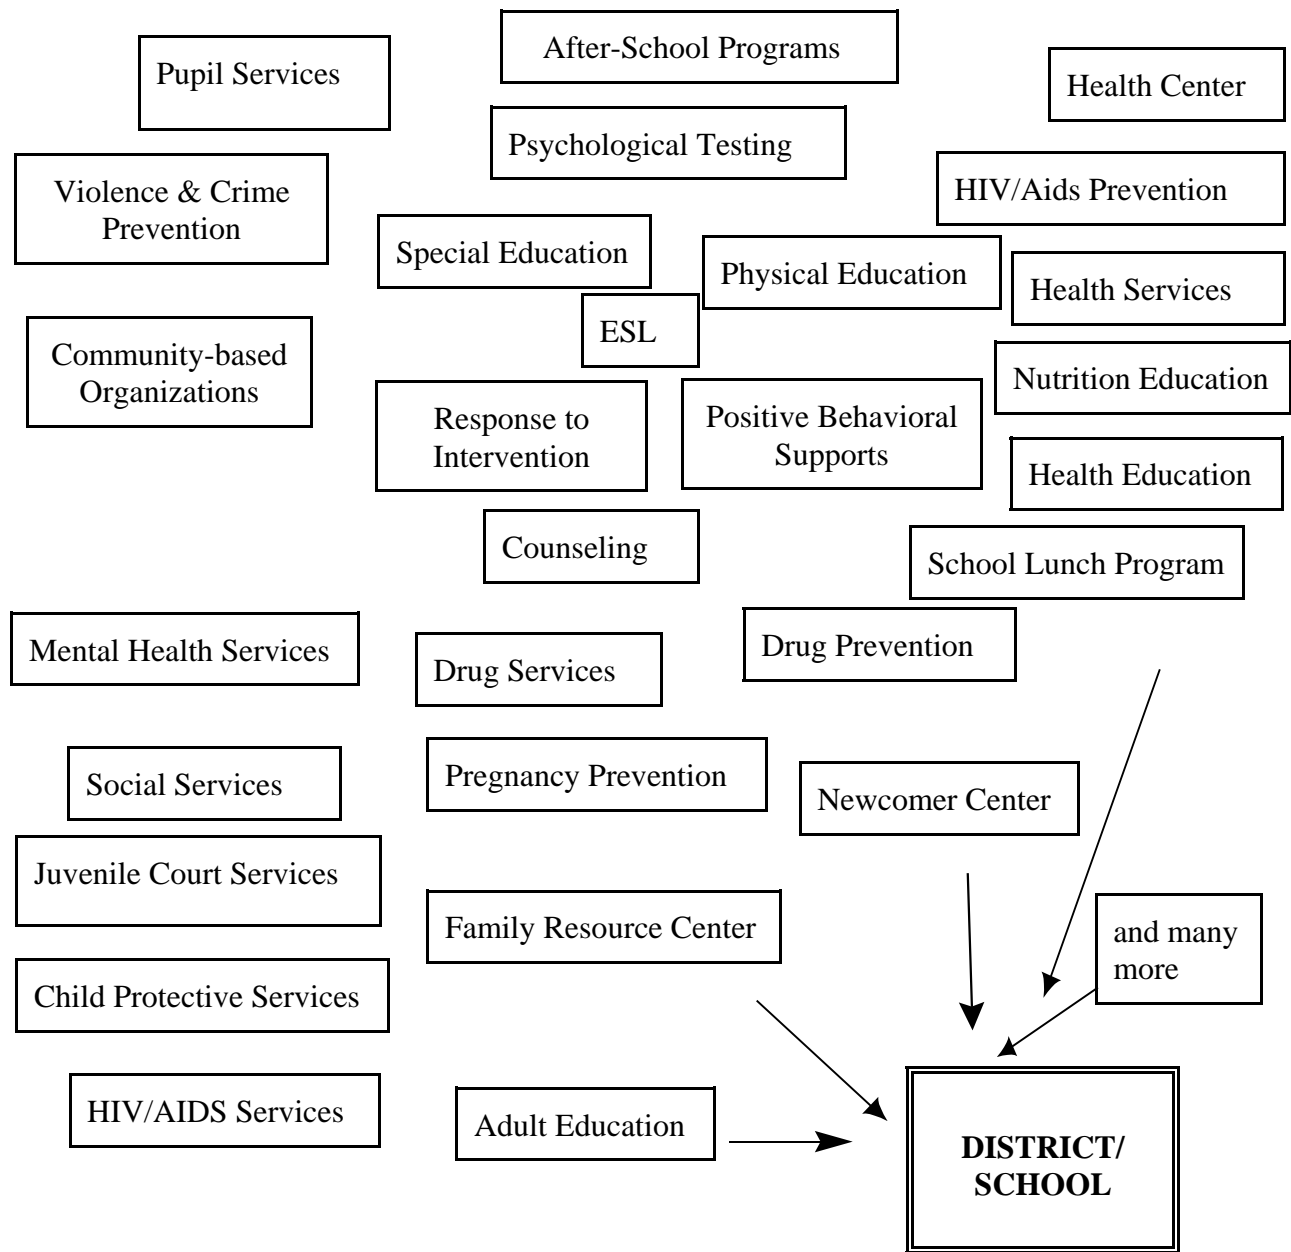 After-School Programs
Pupil Services
Health Center
Psychological Testing
Violence & Crime
Prevention
HIV/Aids Prevention
Special Education
Physical Education
Health Services
ESL
Community-based
Organizations
Nutrition Education
Response to
Intervention
Positive Behavioral
Supports
Health Education
Counseling
School Lunch Program
Mental Health Services
Drug Services
Drug Prevention
Social Services
Pregnancy Prevention
Newcomer Center
Juvenile Court Services
Family Resource Center
and many
more
Child Protective Services
HIV/AIDS Services
Adult Education
DISTRICT/
SCHOOL